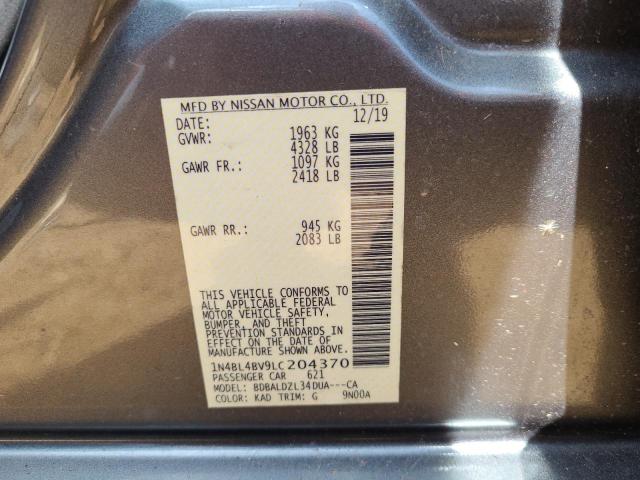 MFD BY NISSAN MOTOR CO., LTD.
DATE: 12/19
GVWR: 1963 KG
4328 LB
GAWR FR.: 1097 KG
2418 LB
GAWR RR.: 945 KG
2083 LB
THIS VEHICLE CONFORMS TO
ALL APPLICABLE FEDERAL
MOTOR VEHICLE SAFETY,
BUMPER, AND THEFT
PREVENTION STANDARDS IN
EFFECT ON THE DATE OF
MANUFACTURE SHOWN ABOVE.
1N4BL4BV9LC204370
PASSENGER CAR 621
MODEL: BDBALDZL34DUA---CA
COLOR: KAD TRIM: G 9N00A